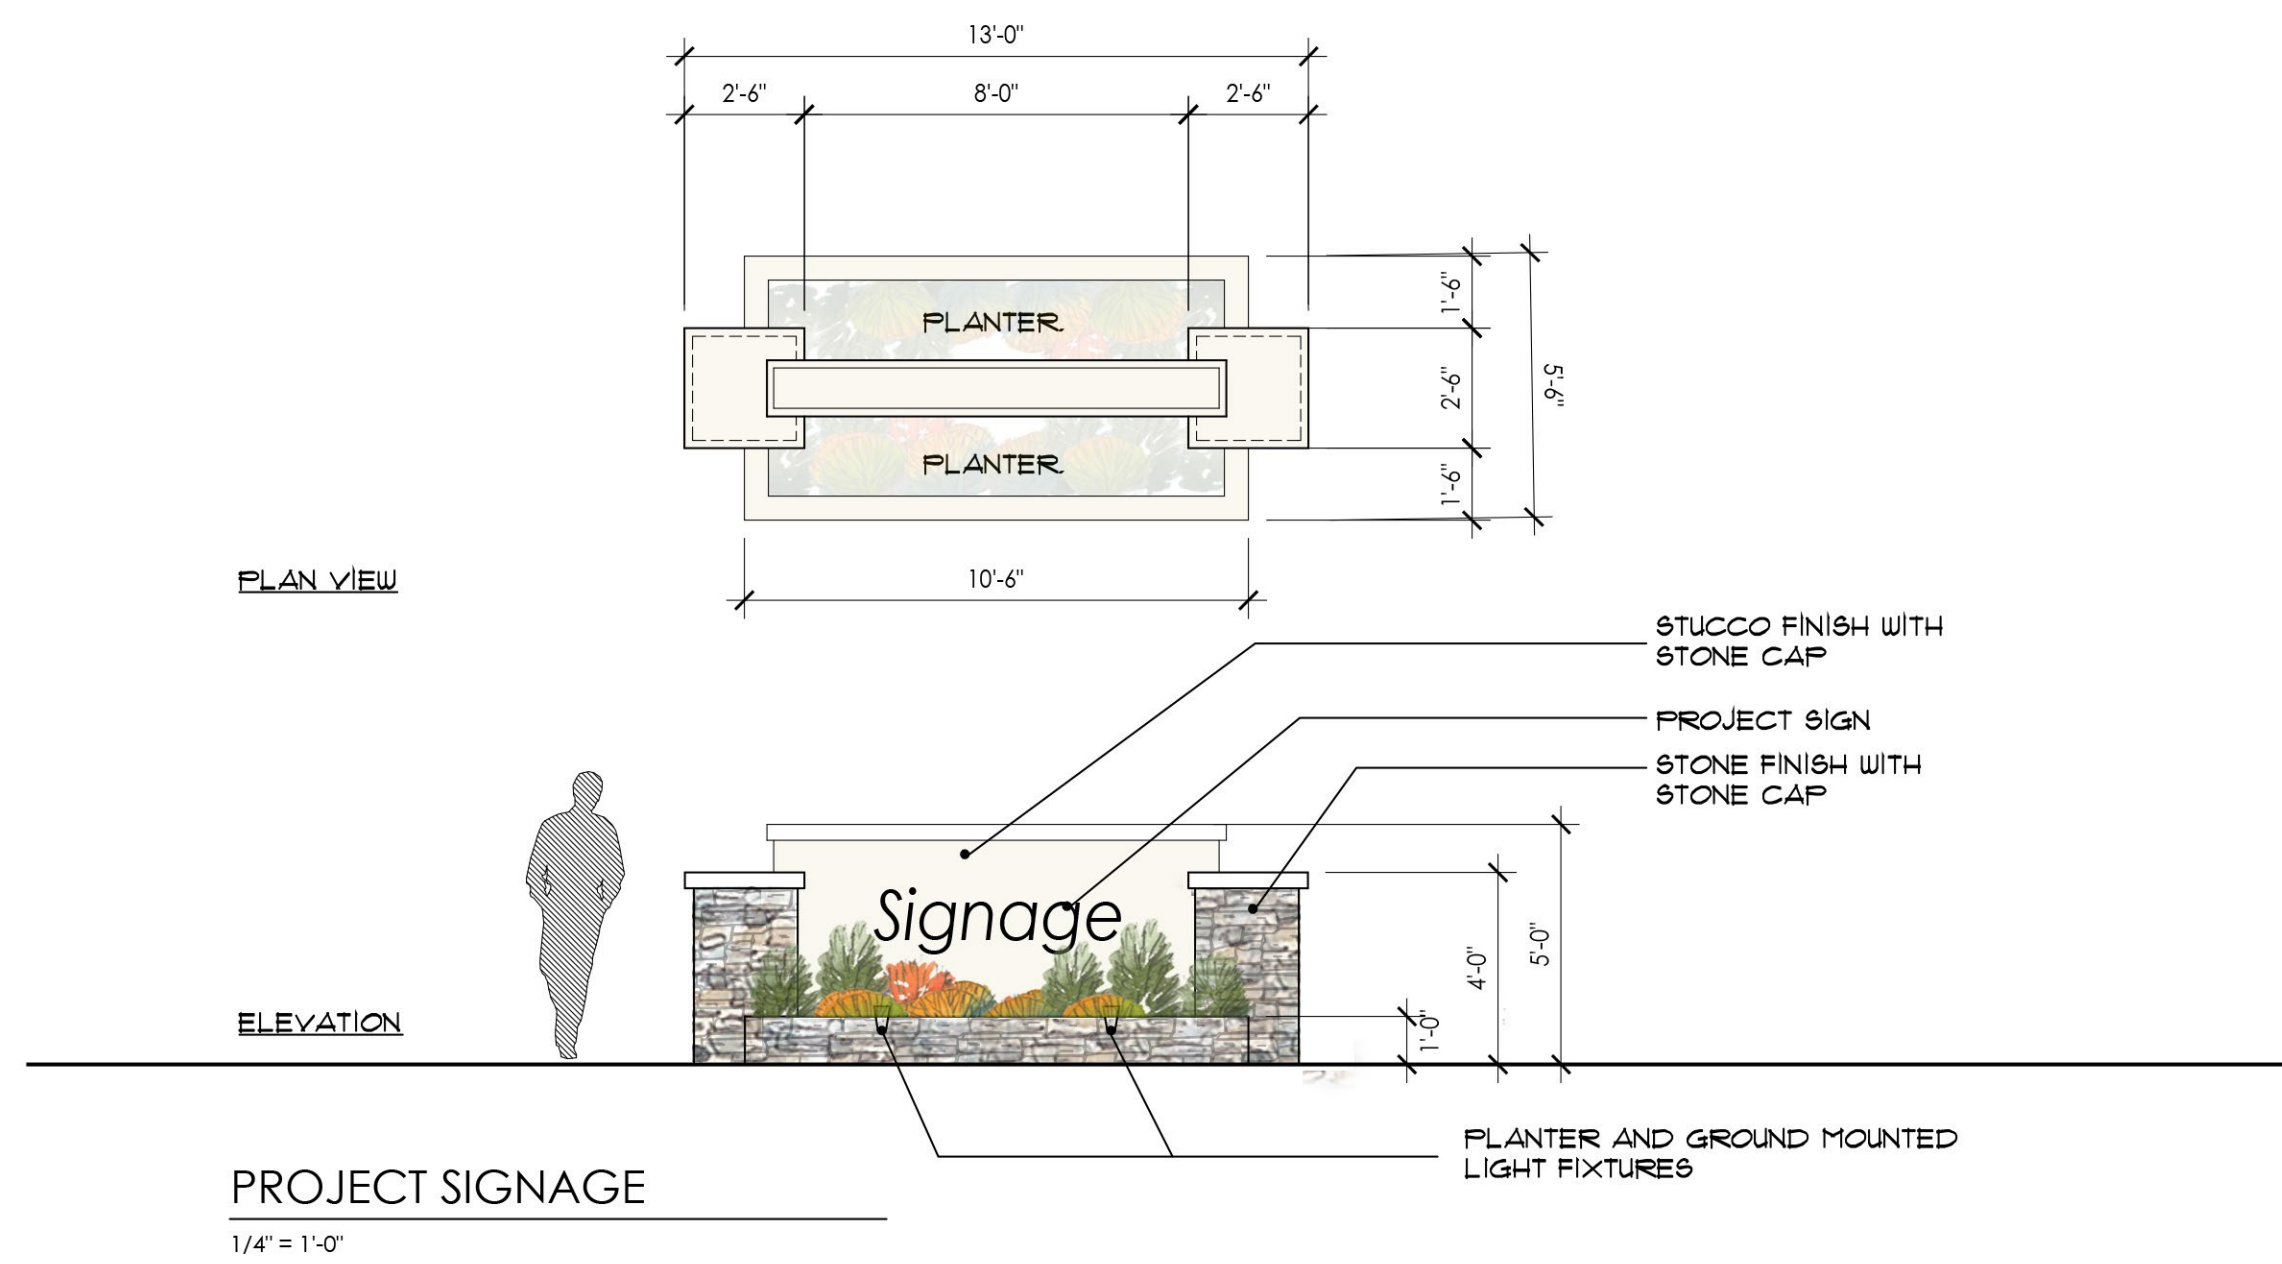 13'-0"
2'-6"
8'-0"
2'-6"
PLANTER
1'-6"
2'-6"
5'-6"
PLANTER
1'-6"
10'-6"
PLAN VIEW
STUCCO FINISH WITH
STONE CAP
PROJECT SIGN
STONE FINISH WITH
STONE CAP
Signage
4'-0"
5'-0"
1'-0"
ELEVATION
PLANTER AND GROUND MOUNTED
LIGHT FIXTURES
PROJECT SIGNAGE
1/4" = 1'-0"